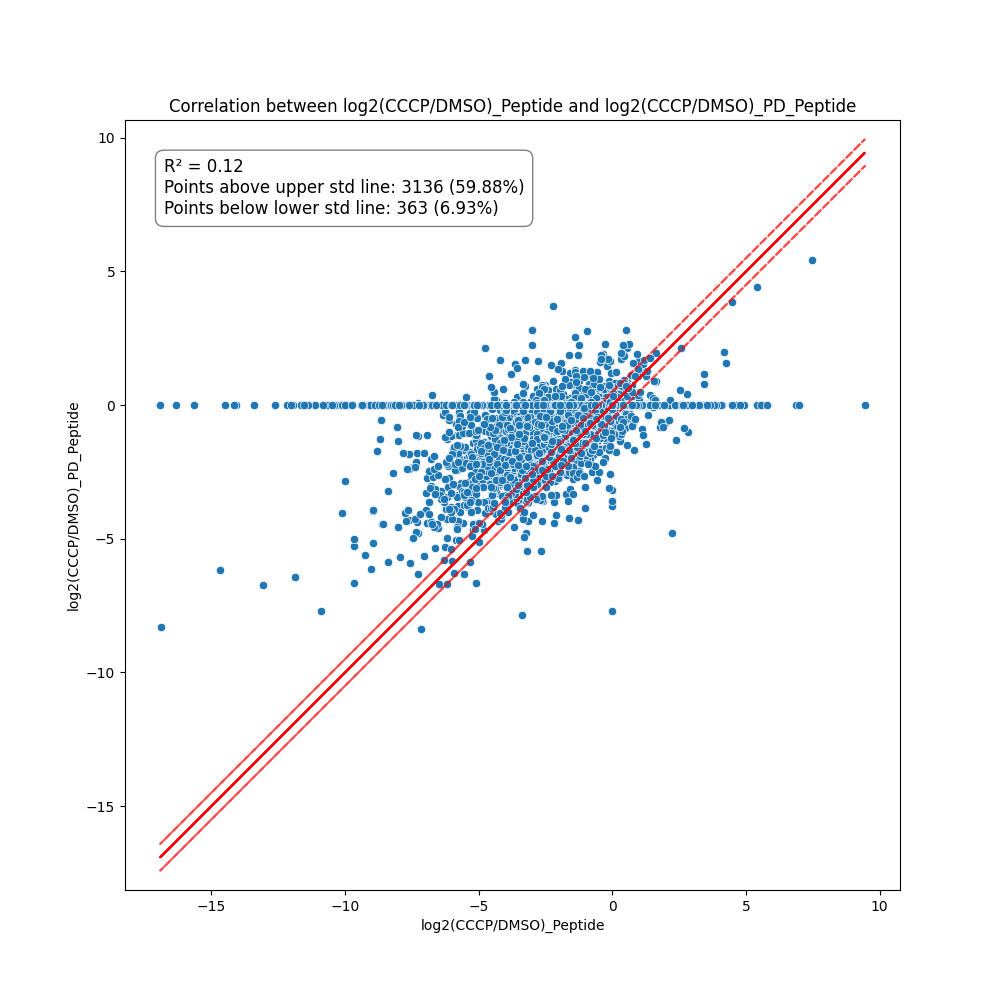 Correlation between log2(CCCP/DMSO)_Peptide and log2(CCCP/DMSO)_PD_Peptide
R² = 0.12
Points above upper std line: 3136 (59.88%)
Points below lower std line: 363 (6.93%)
10
5
0
−5
−10
−15
log2(CCCP/DMSO)_PD_Peptide
−15
−10
−5
0
5
10
log2(CCCP/DMSO)_Peptide